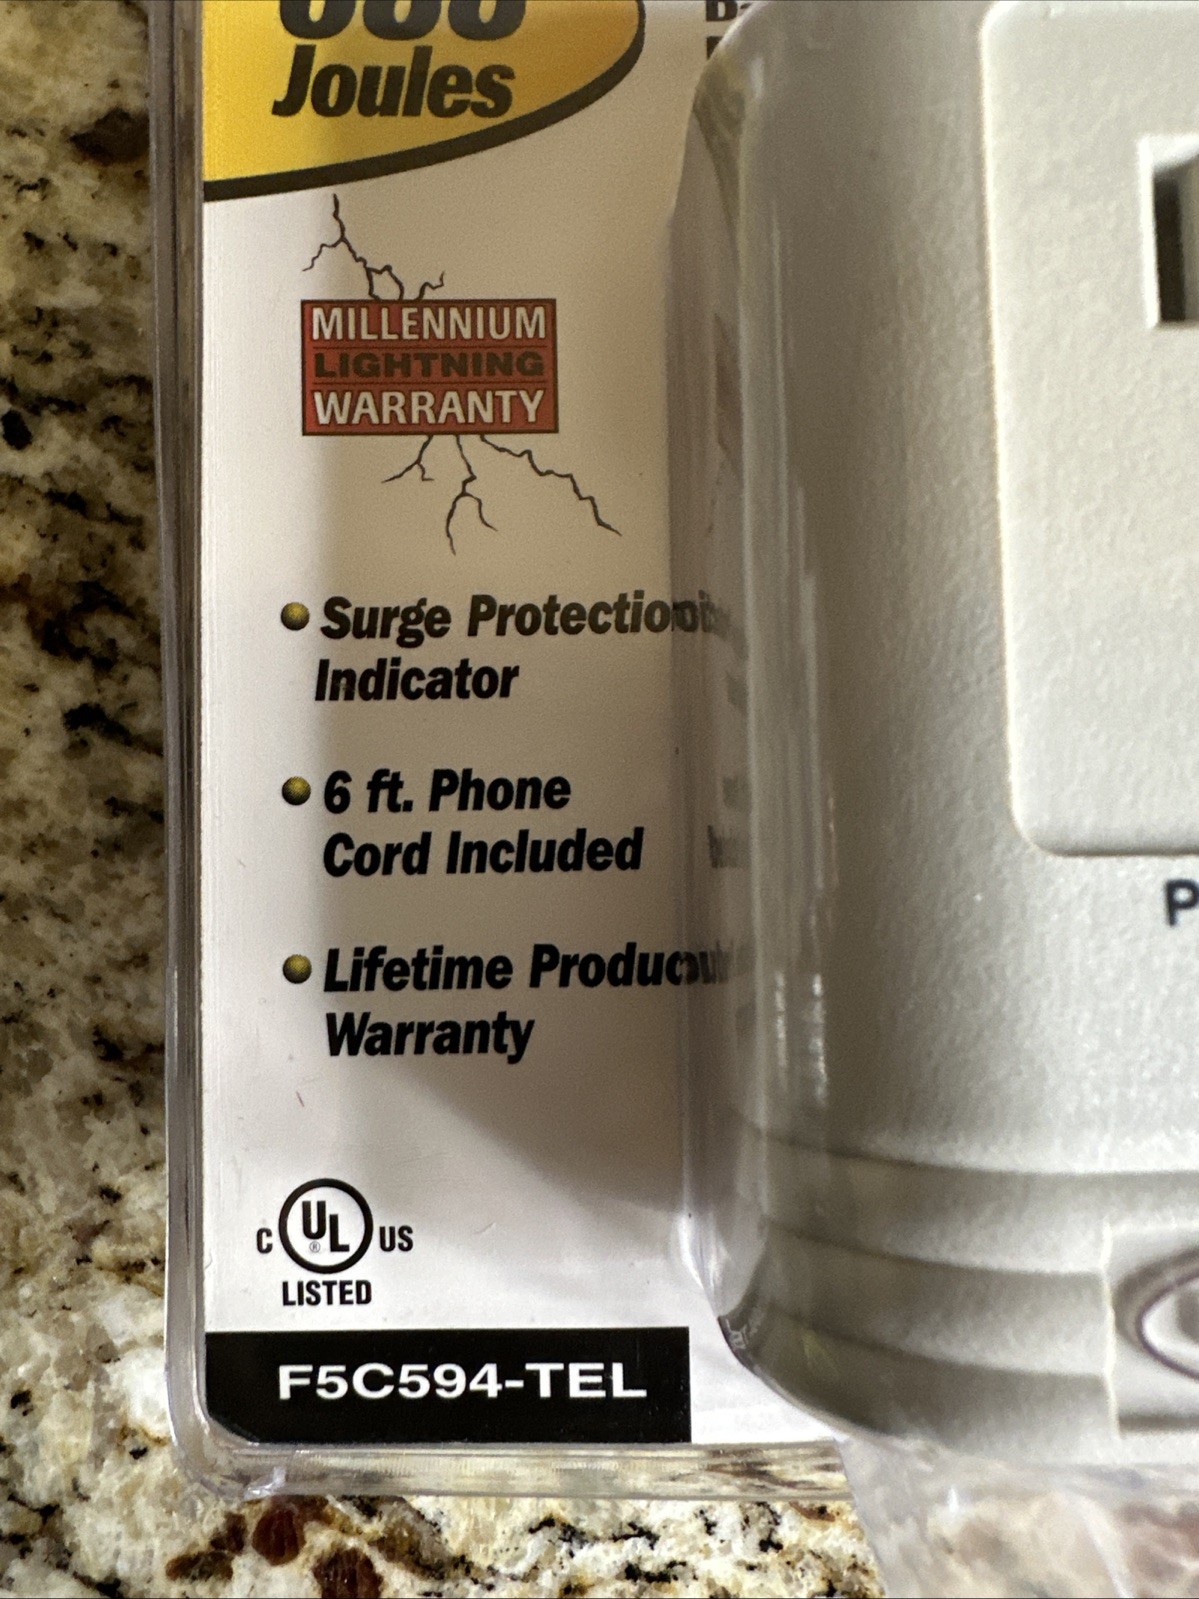 Joules
MILLENNIUM
LIGHTNING
WARRANTY
Surge Protection
Indicator
6 ft. Phone
Cord Included
Lifetime Product
Warranty
C UL® US
LISTED
F5C594-TEL
P